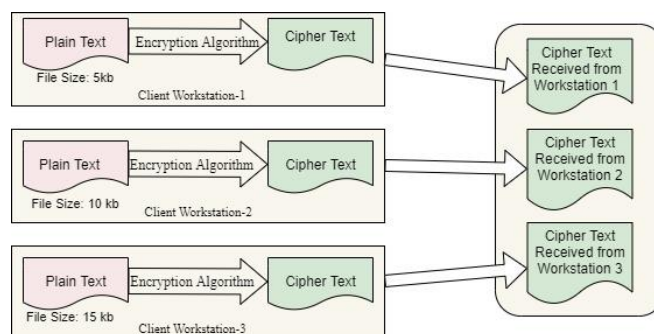 Plain Text
Encryption Algorithm
Cipher Text
File Size: 5kb
Client Workstation-1
Plain Text
Encryption Algorithm
Cipher Text
File Size: 10 kb
Client Workstation-2
Plain Text
Encryption Algorithm
Cipher Text
File Size: 15 kb
Client Workstation-3
Cipher Text
Received from
Workstation 1
Cipher Text
Received from
Workstation 2
Cipher Text
Received from
Workstation 3